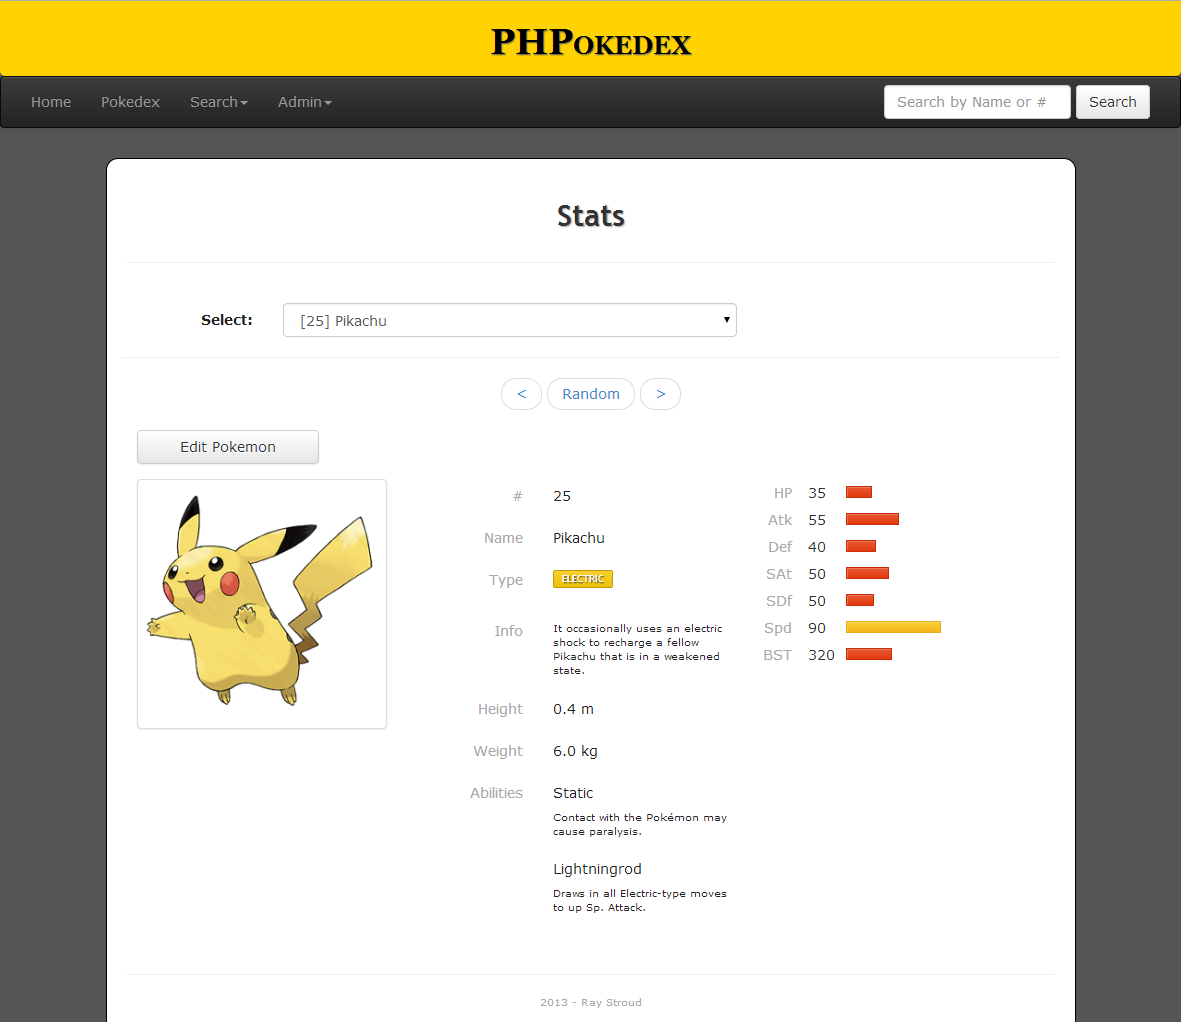 PHPOKEDEX
Home Pokedex Search Admin Search by Name or # Search
Stats
Select: [25] Pikachu
< Random >
Edit Pokemon
# 25
Name Pikachu
Type ELECTRIC
Info It occasionally uses an electric
shock to recharge a fellow
Pikachu that is in a weakened
state.
Height 0.4 m
Weight 6.0 kg
Abilities Static
Contact with the Pokémon may
cause paralysis.
Lightningrod
Draws in all Electric-type moves
to up Sp. Attack.
HP 35
Atk 55
Def 40
SAt 50
SDf 50
Spd 90
BST 320
2013 - Ray Stroud